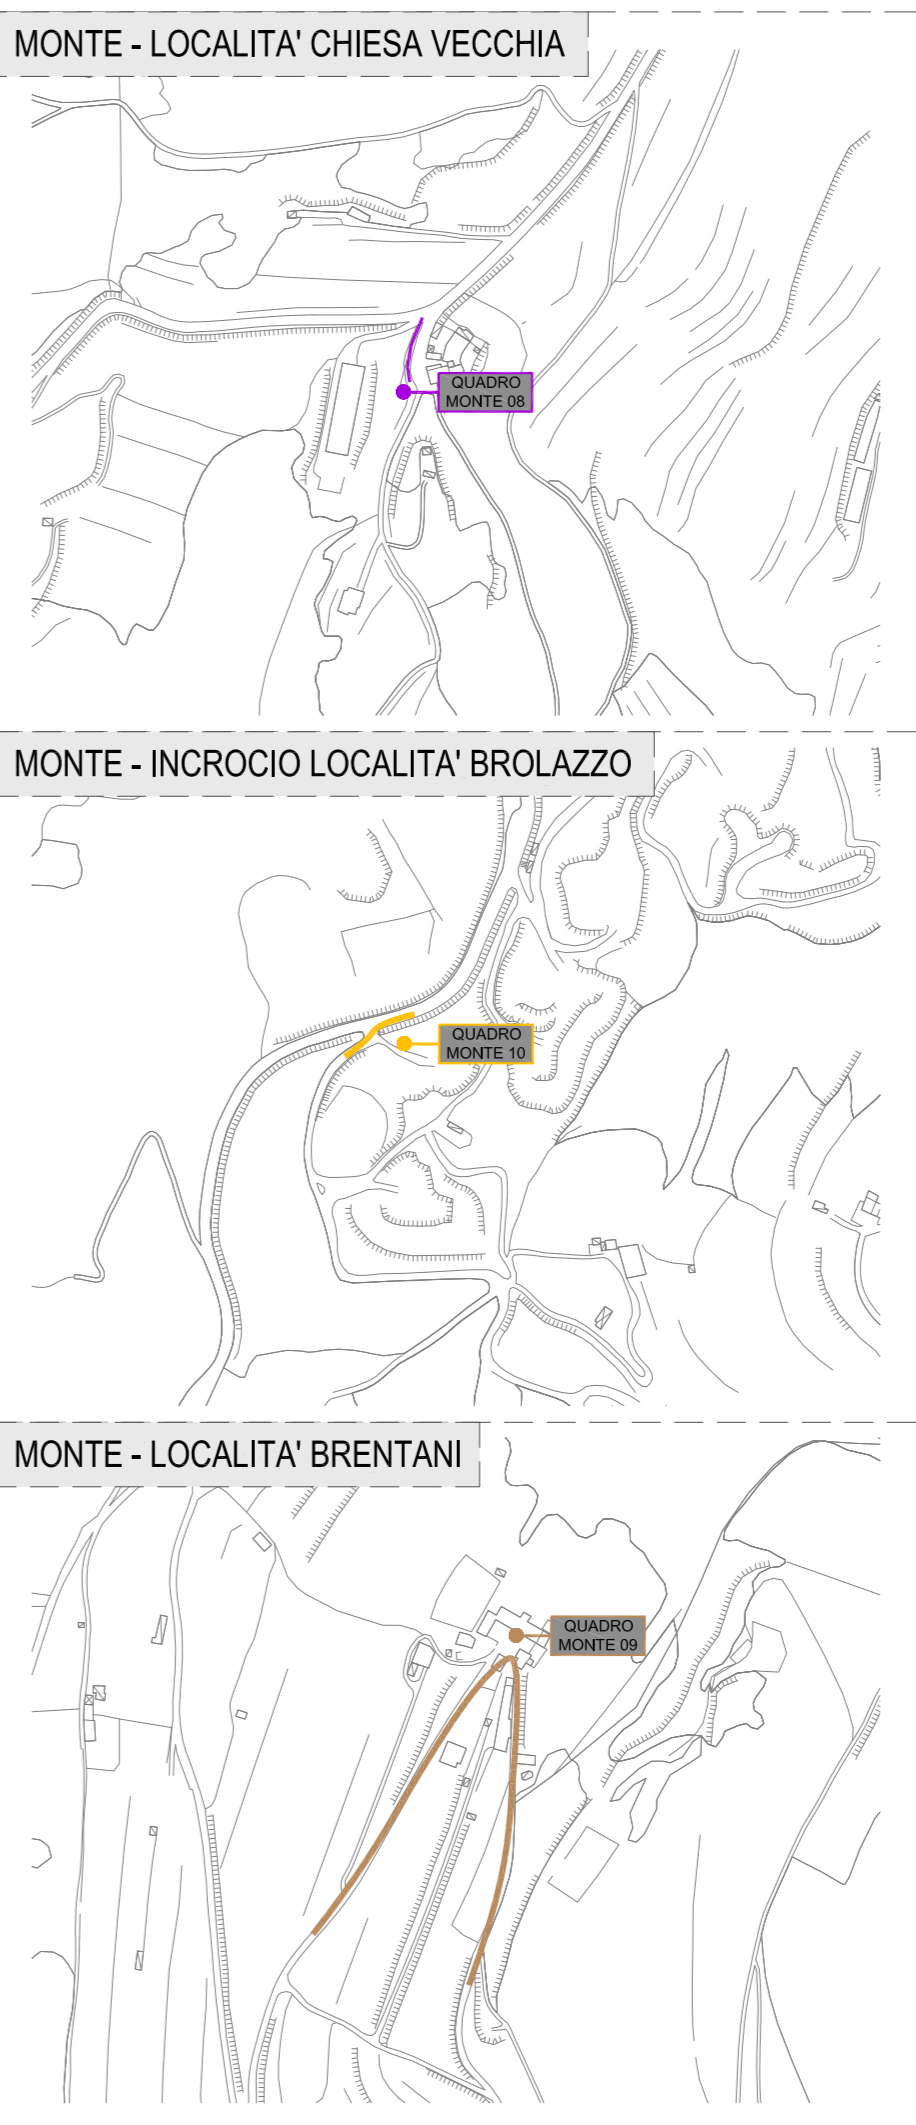 MONTE - LOCALITA' CHIESA VECCHIA
QUADRO
MONTE 08
MONTE - INCROCIO LOCALITA' BROLAZZO
QUADRO
MONTE 10
MONTE - LOCALITA' BRENTANI
QUADRO
MONTE 09